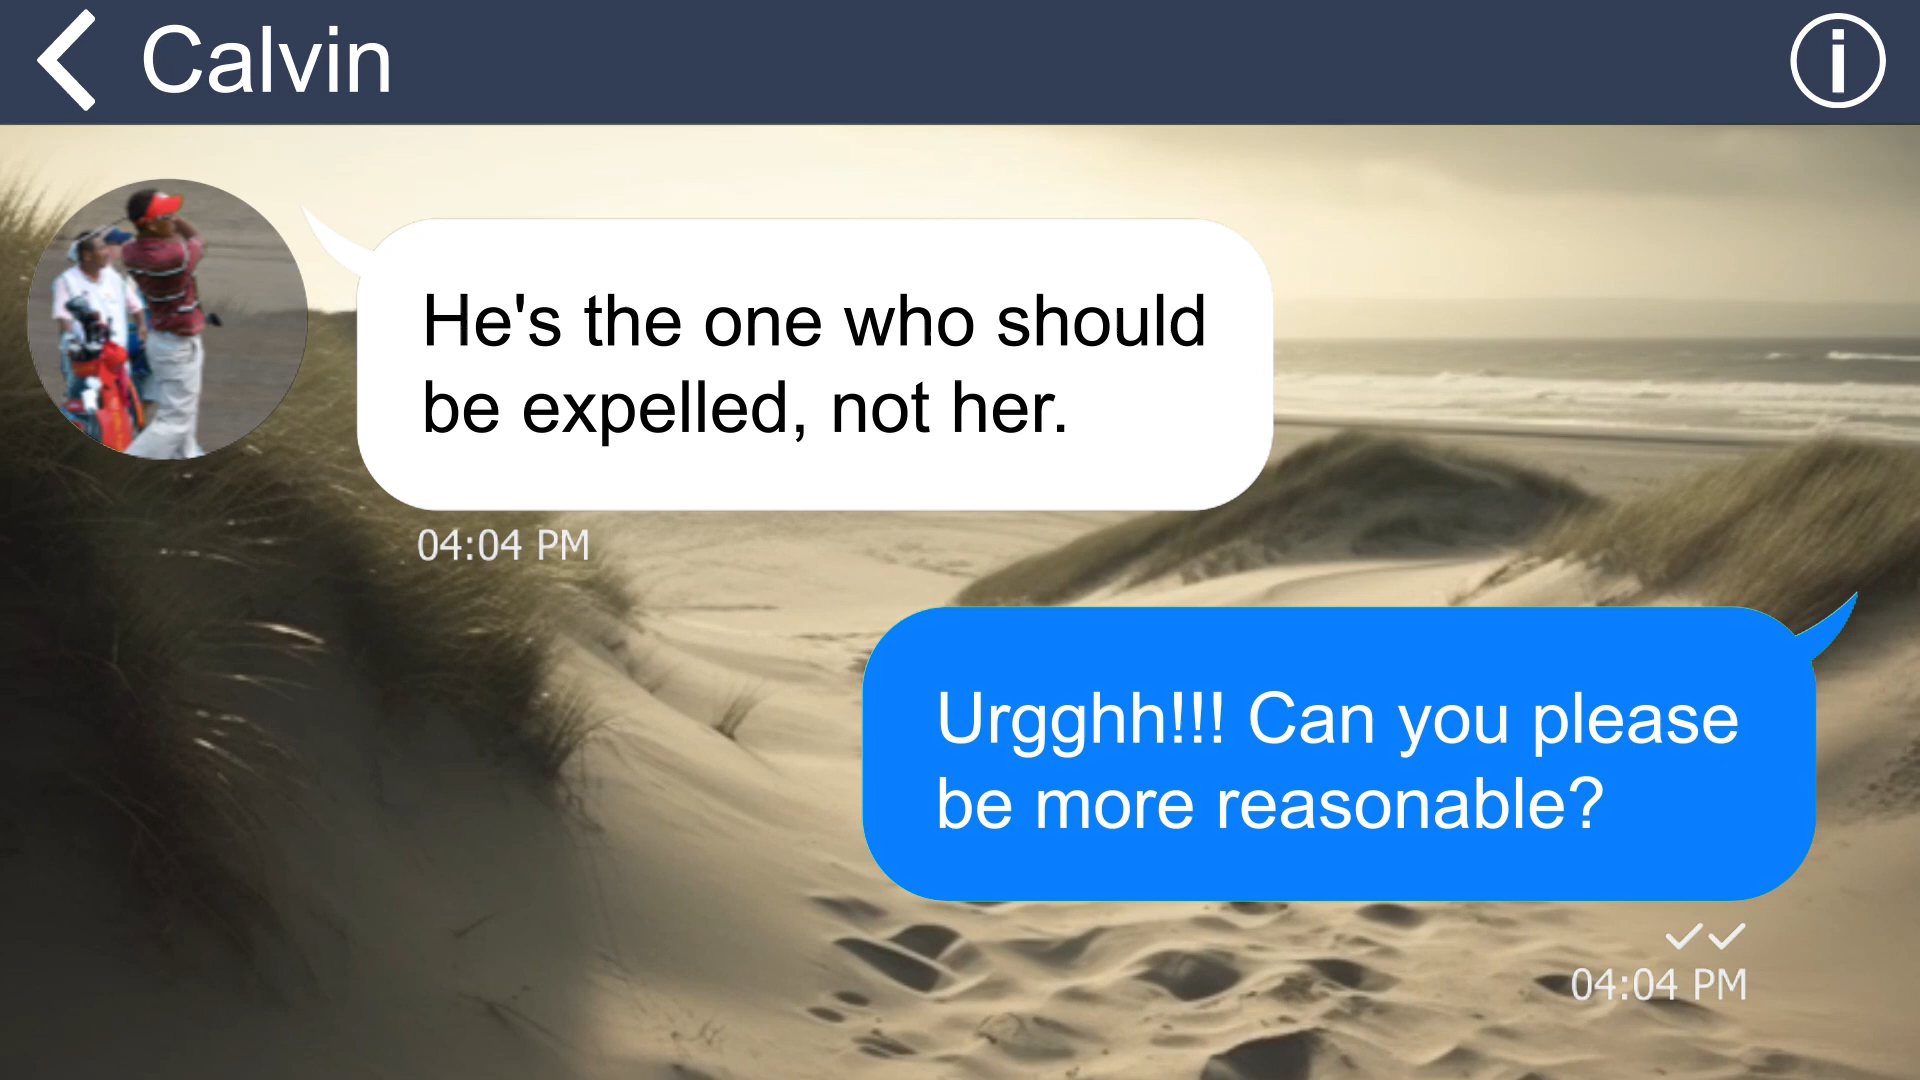 Calvin
He's the one who should
be expelled, not her.
04:04 PM
Urgghh!!! Can you please
be more reasonable?
04:04 PM